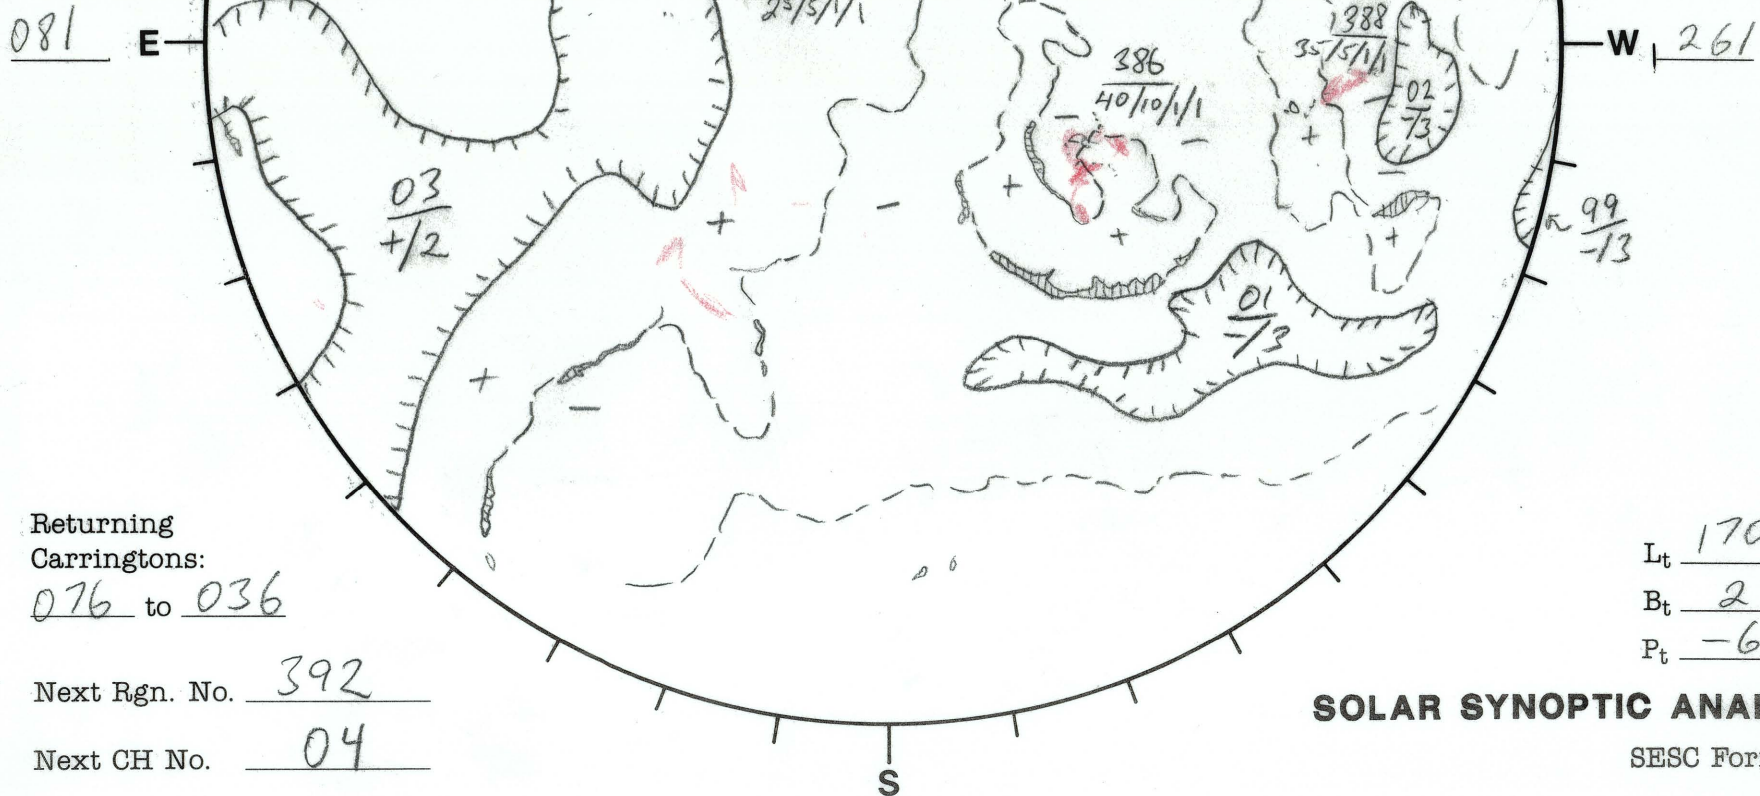 25/5/1/1
081 E
W 261
388
35/5/1/1
386
40/10/1/1
02
-/3
03
+/2
99
-/3
+
+
+
+
+
-
-
-
-
-
01
-/3
+
-
Returning
Carringtons:
076 to 036
Next Rgn. No. 392
Next CH No. 04
Lt 170
Bt 2
Pt -6
SOLAR SYNOPTIC ANA
SESC For
S